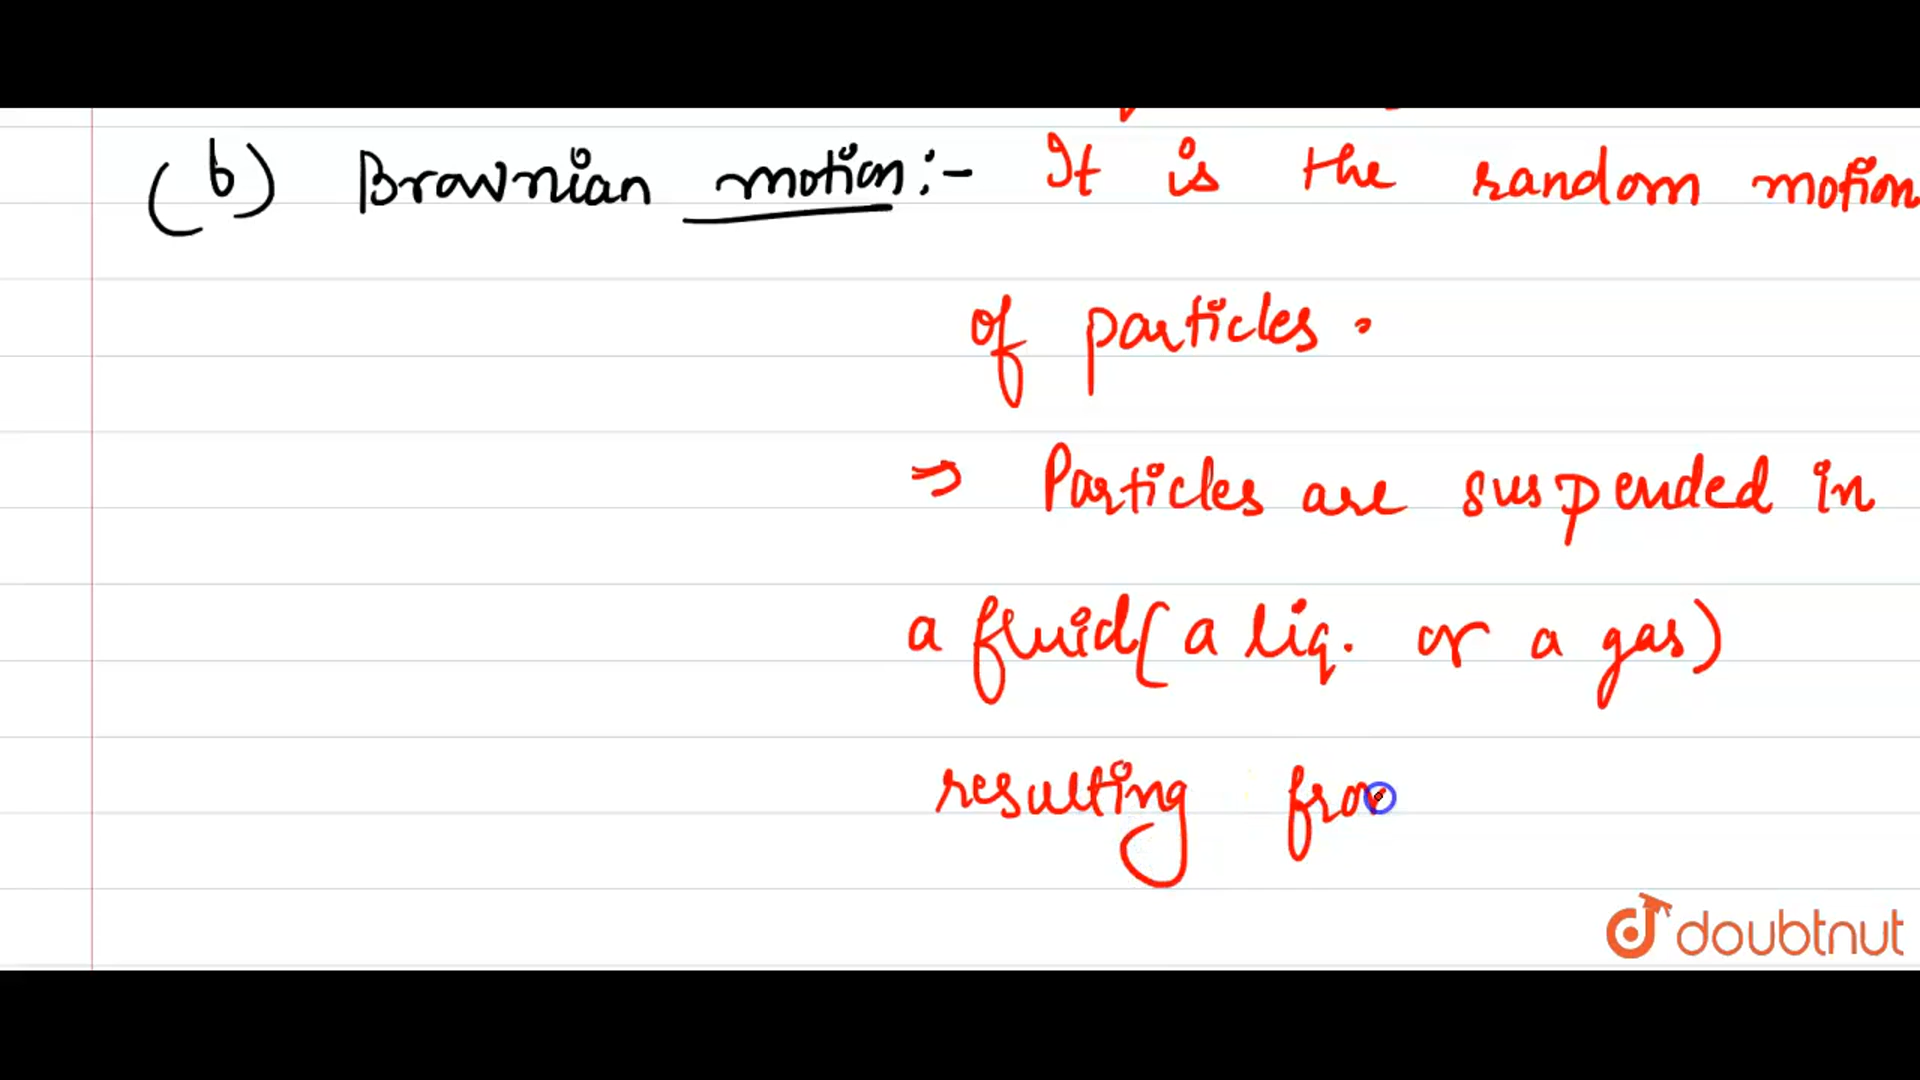 (b) Brownian motion:- It is the random motion
of particles.
⇒ Particles are suspended in
a fluid (a liq. or a gas)
resulting fro
doubtnut